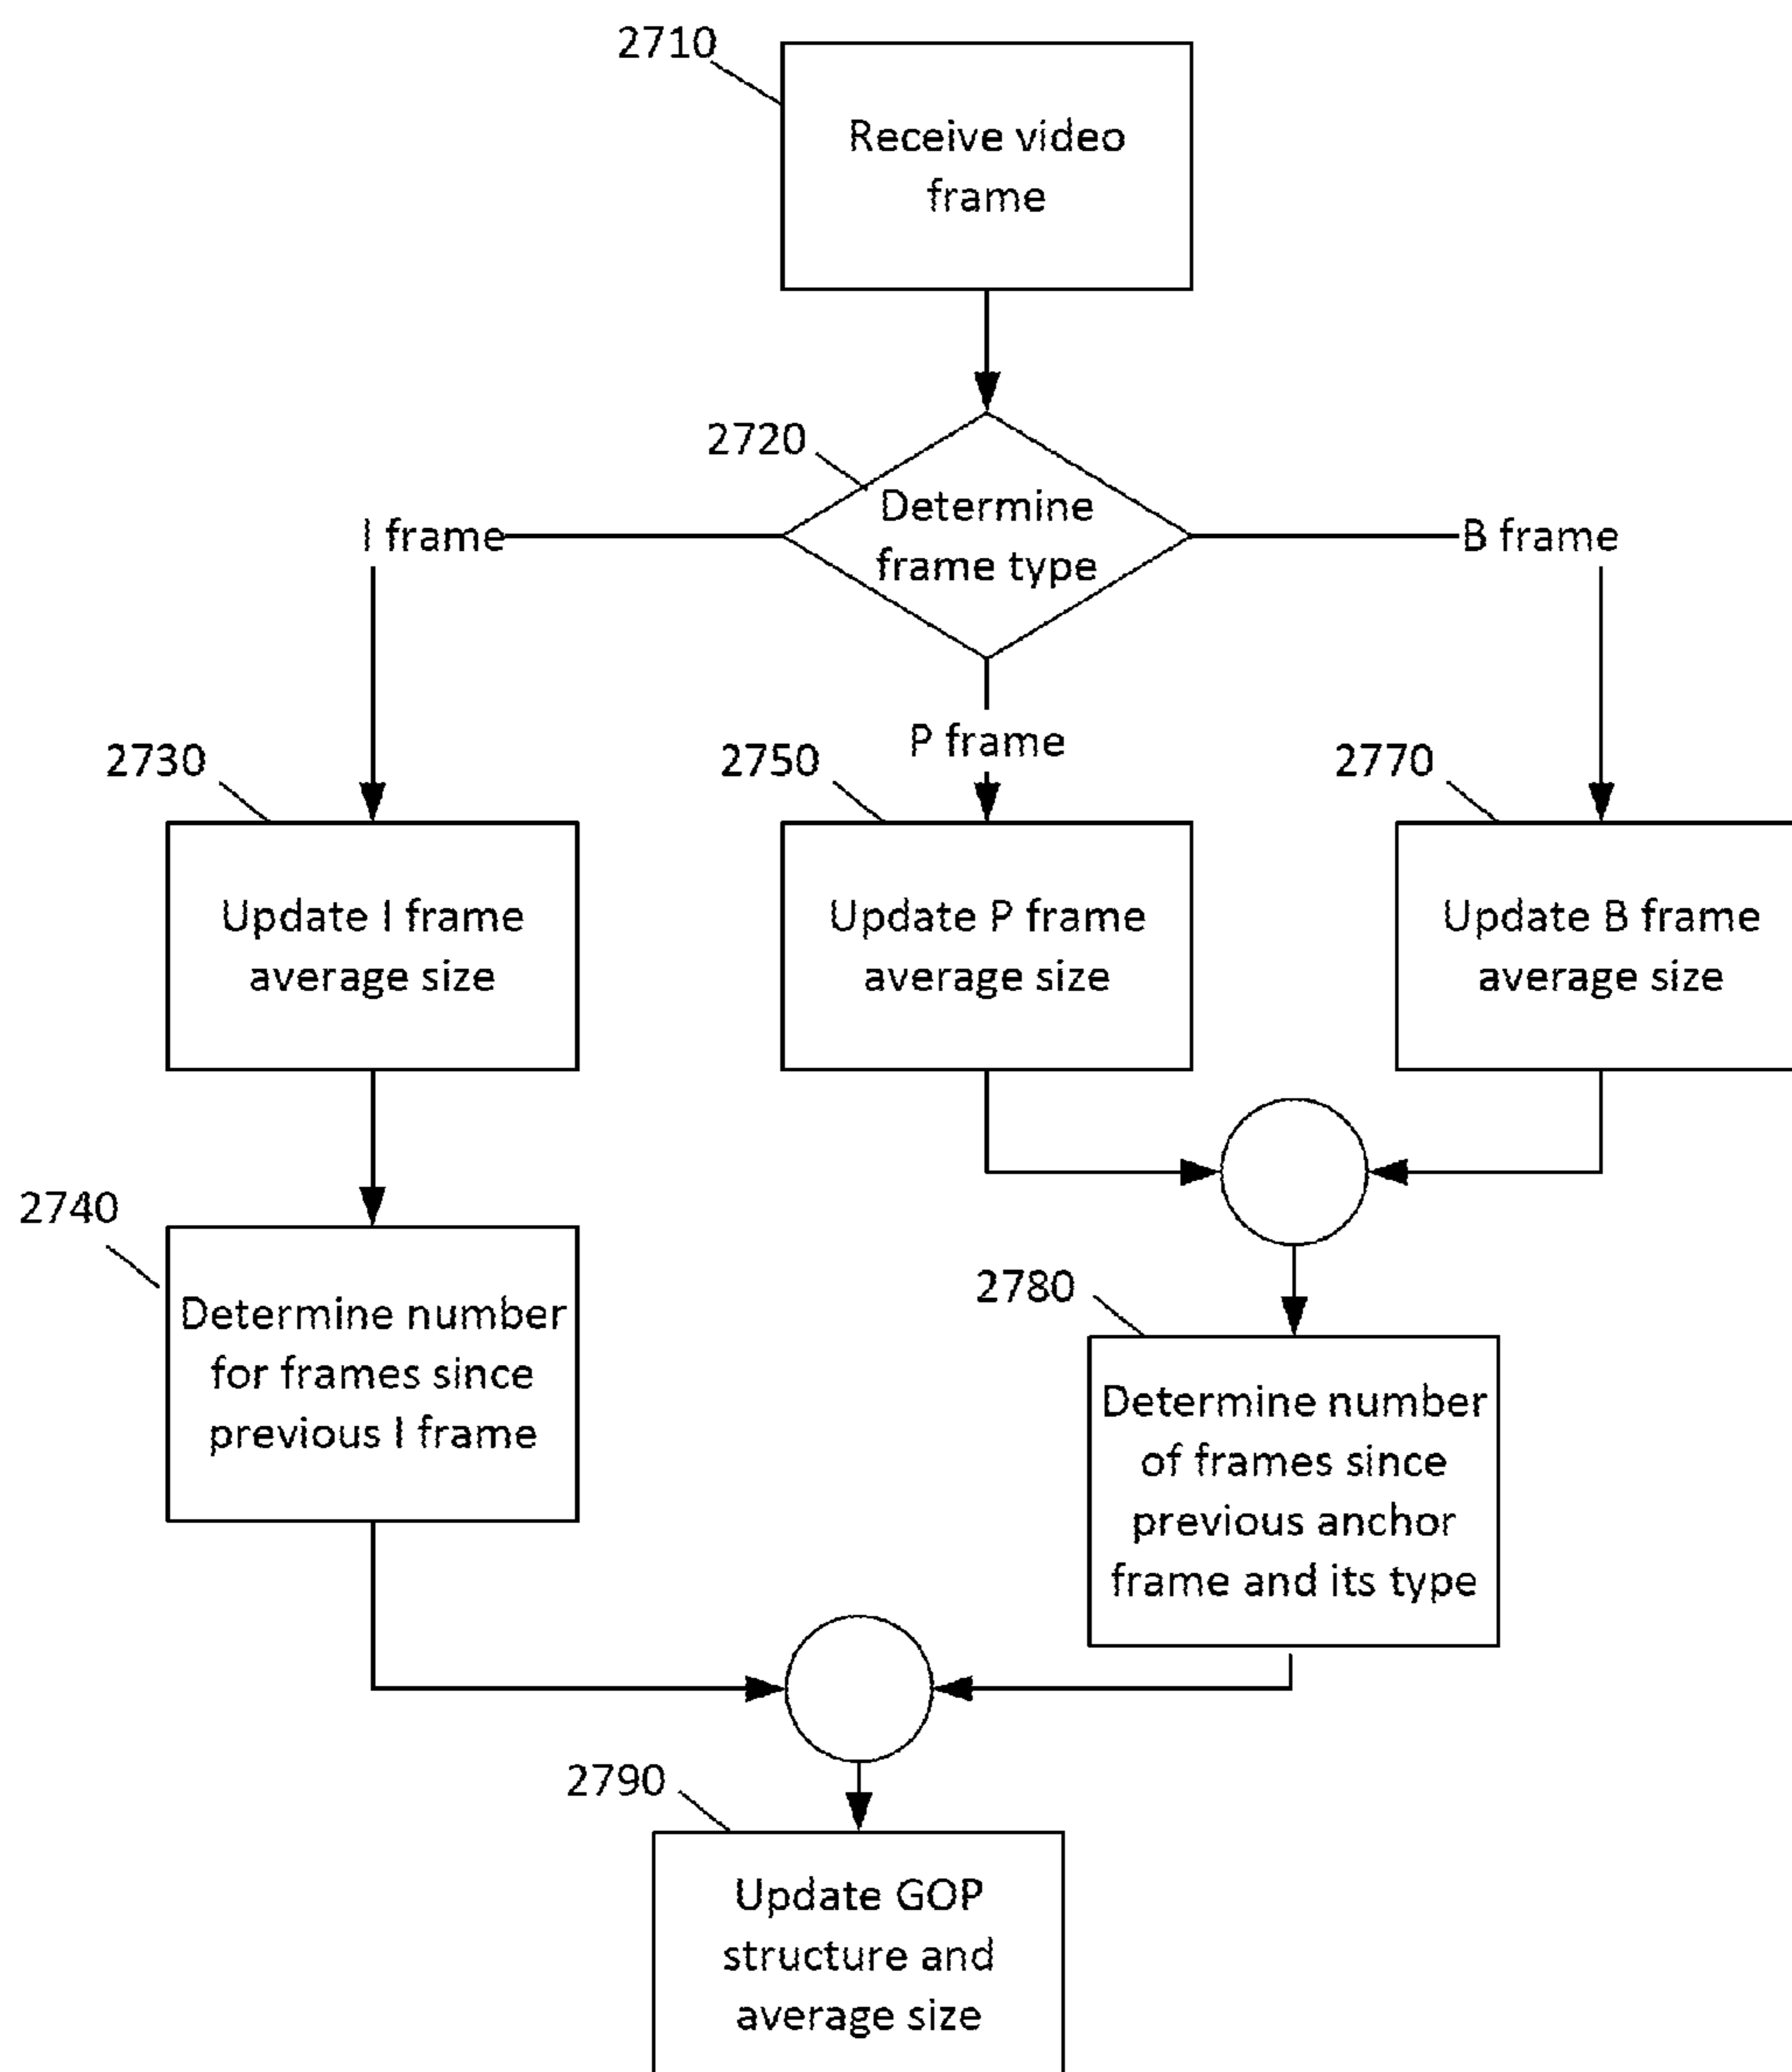 2710
Receive video
frame
2720
Determine
frame type
I frame
B frame
P frame
2730
2750
2770
Update I frame
average size
Update P frame
average size
Update B frame
average size
2740
Determine number
for frames since
previous I frame
2780
Determine number
of frames since
previous anchor
frame and its type
2790
Update GOP
structure and
average size